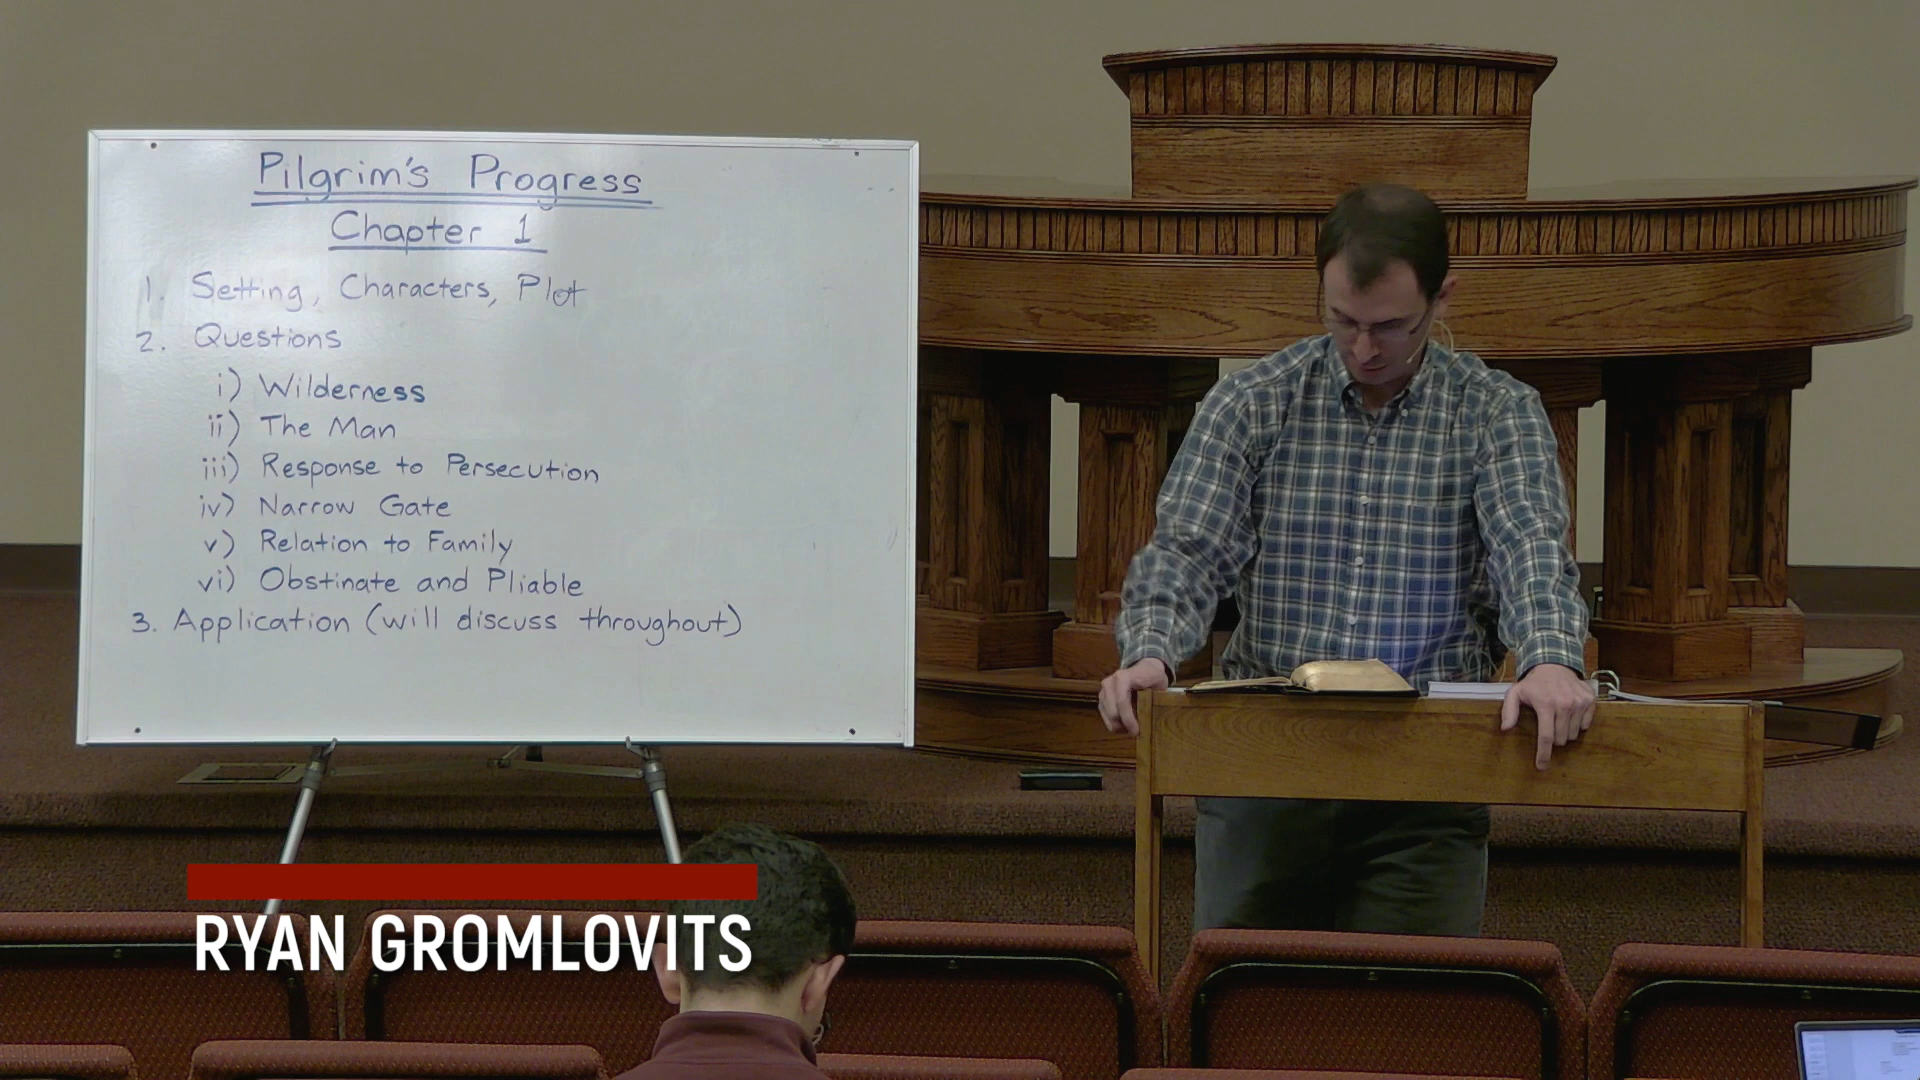 Pilgrim's Progress
Chapter 1
1. Setting, Characters, Plot
2. Questions
i) Wilderness
ii) The Man
iii) Response to Persecution
iv) Narrow Gate
v) Relation to Family
vi) Obstinate and Pliable
3. Application (will discuss throughout)
RYAN GROMLOVITS